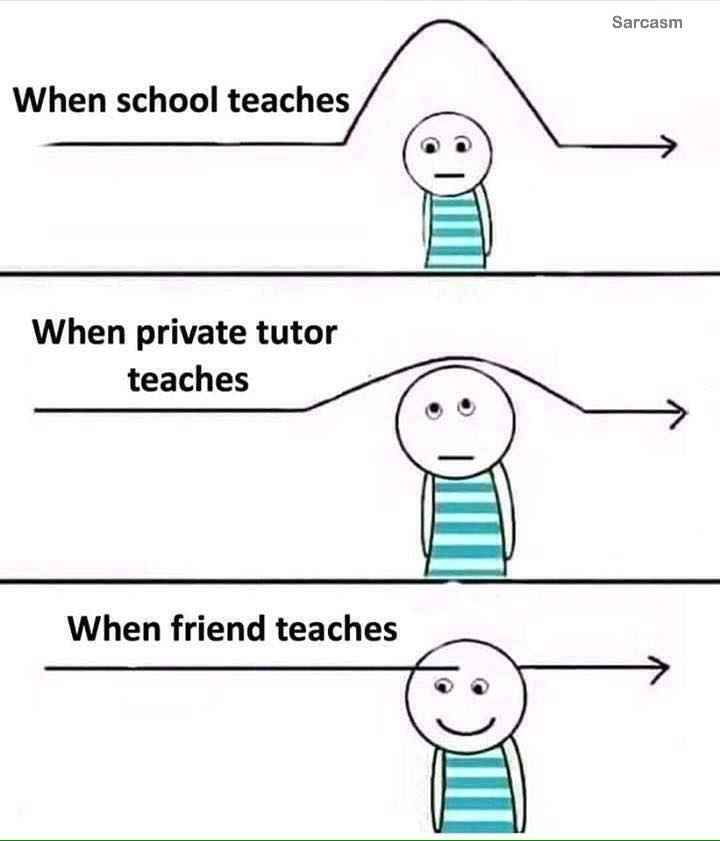 Sarcasm
When school teaches
When private tutor
teaches
When friend teaches